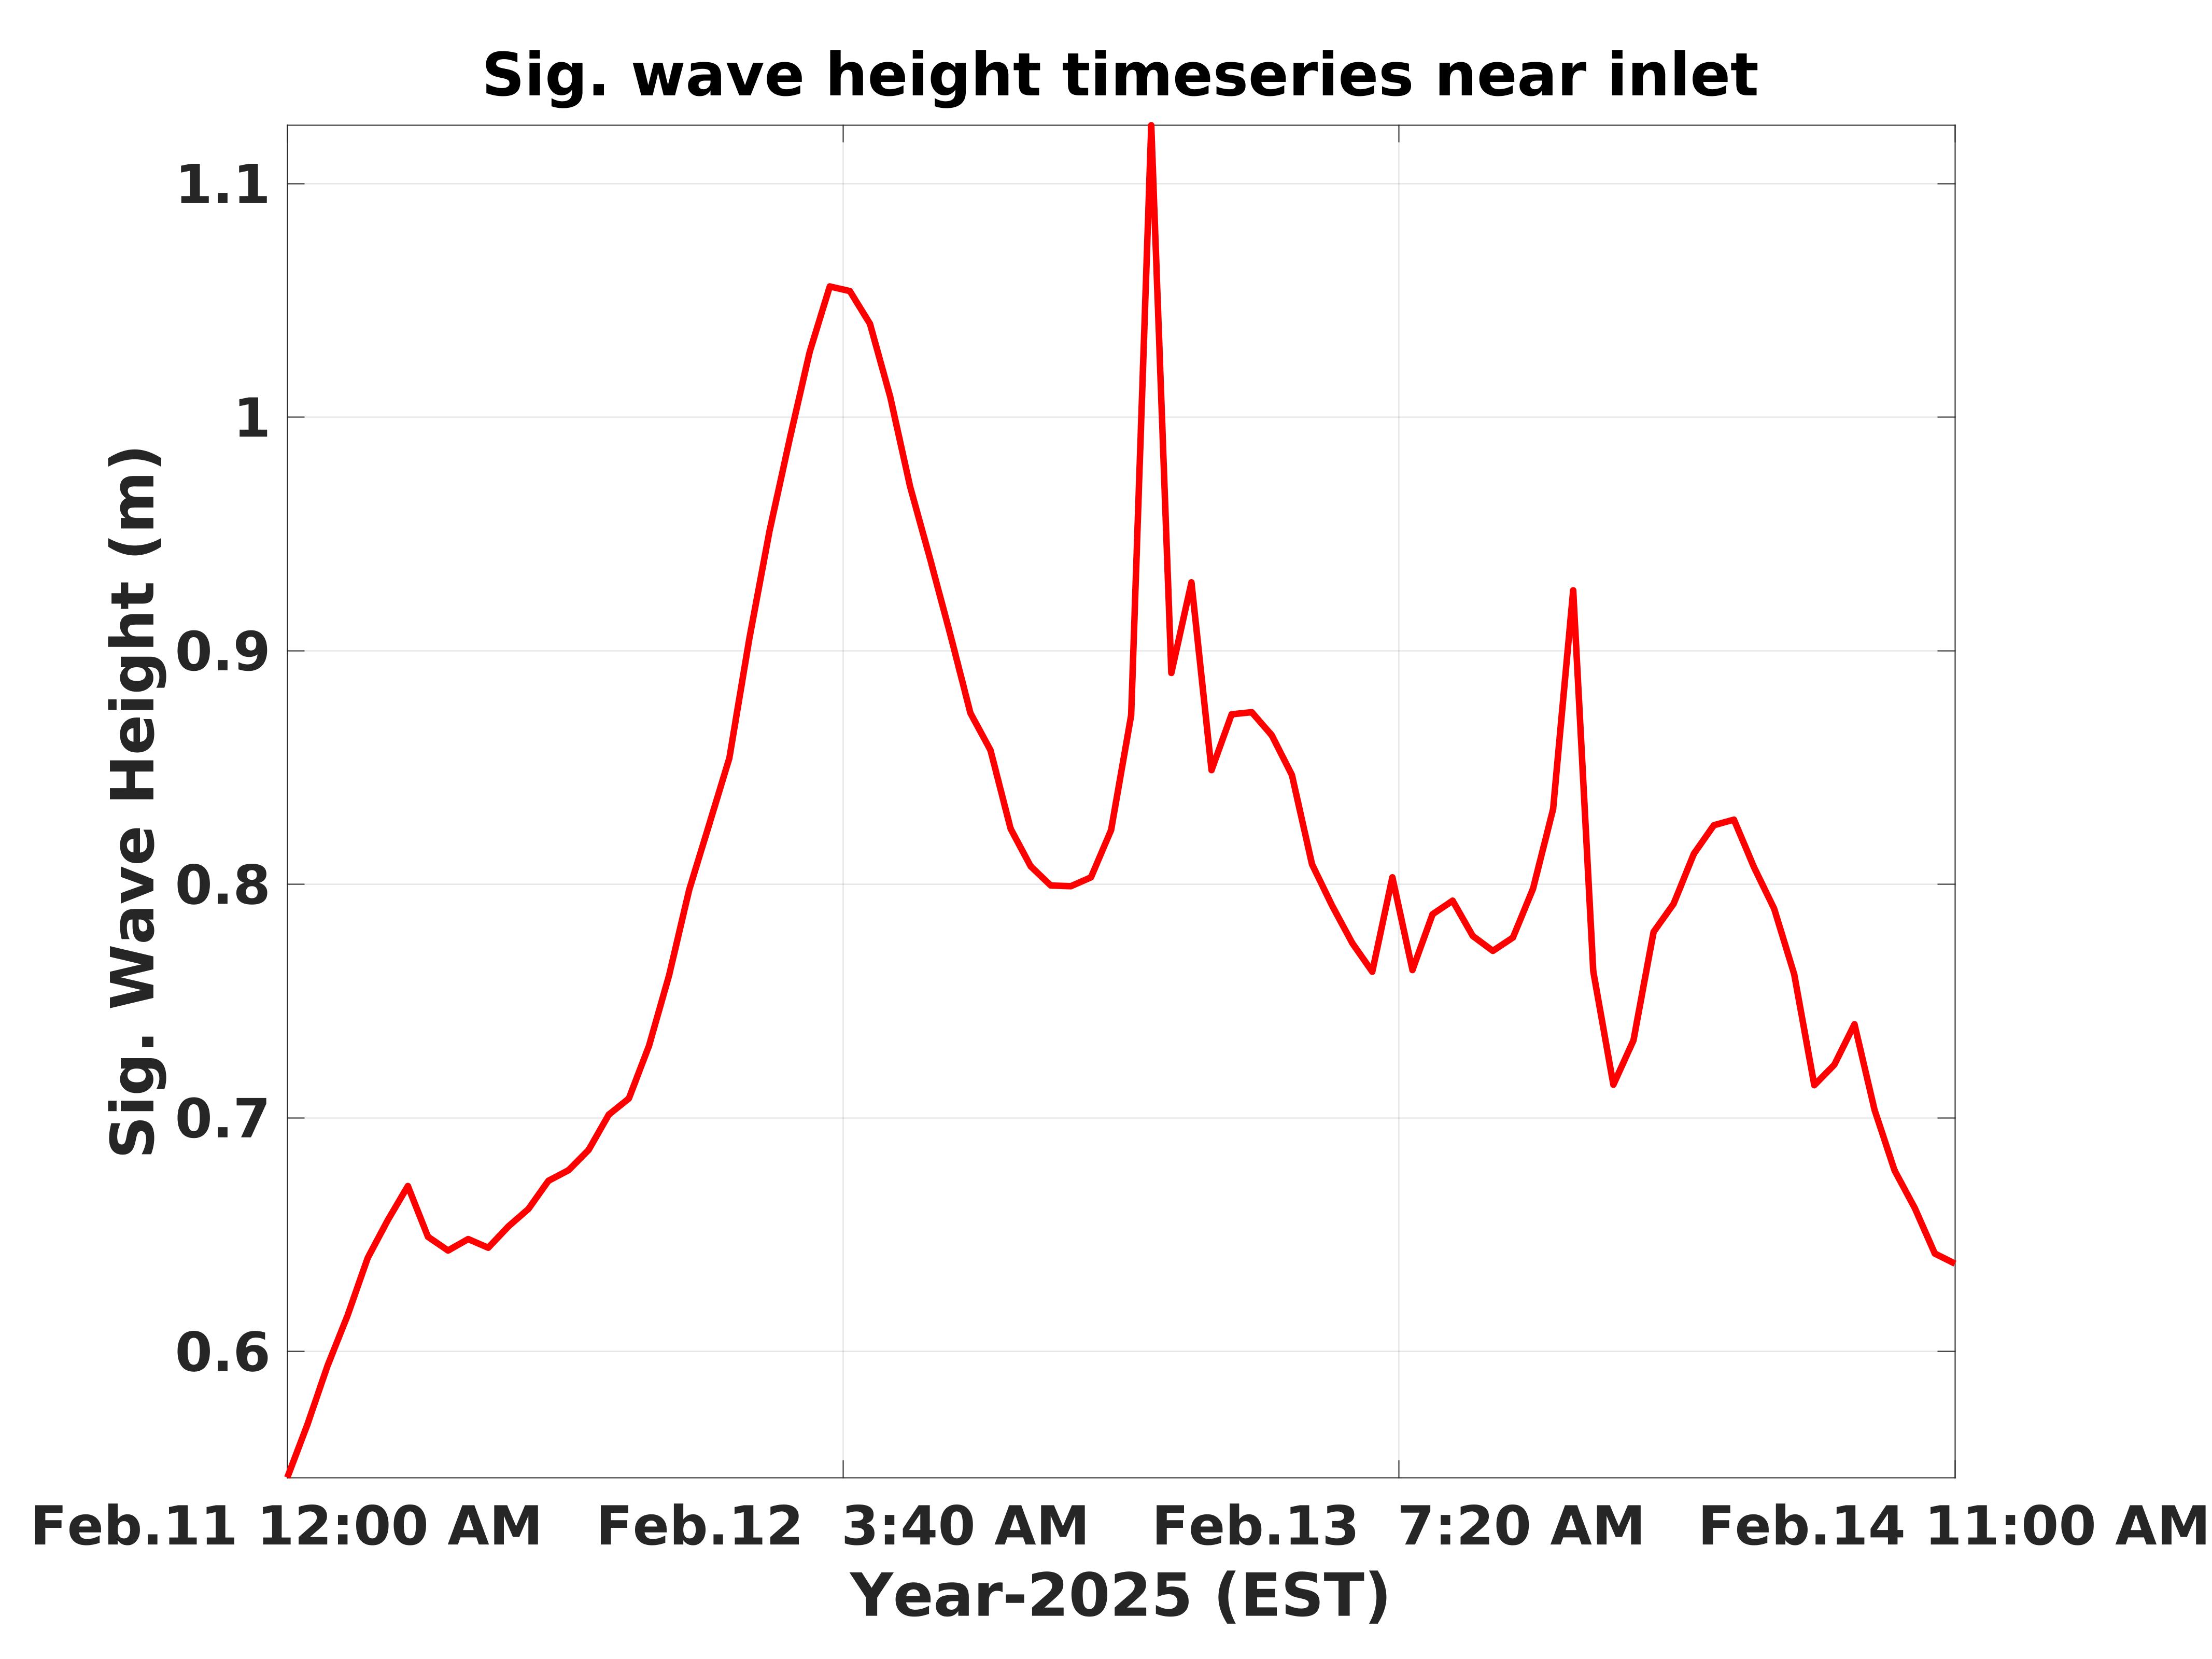 Sig. wave height timeseries near inlet
Sig. Wave Height (m)
1.1
1
0.9
0.8
0.7
0.6
Feb.11 12:00 AM Feb.12 3:40 AM Feb.13 7:20 AM Feb.14 11:00 AM
Year-2025 (EST)